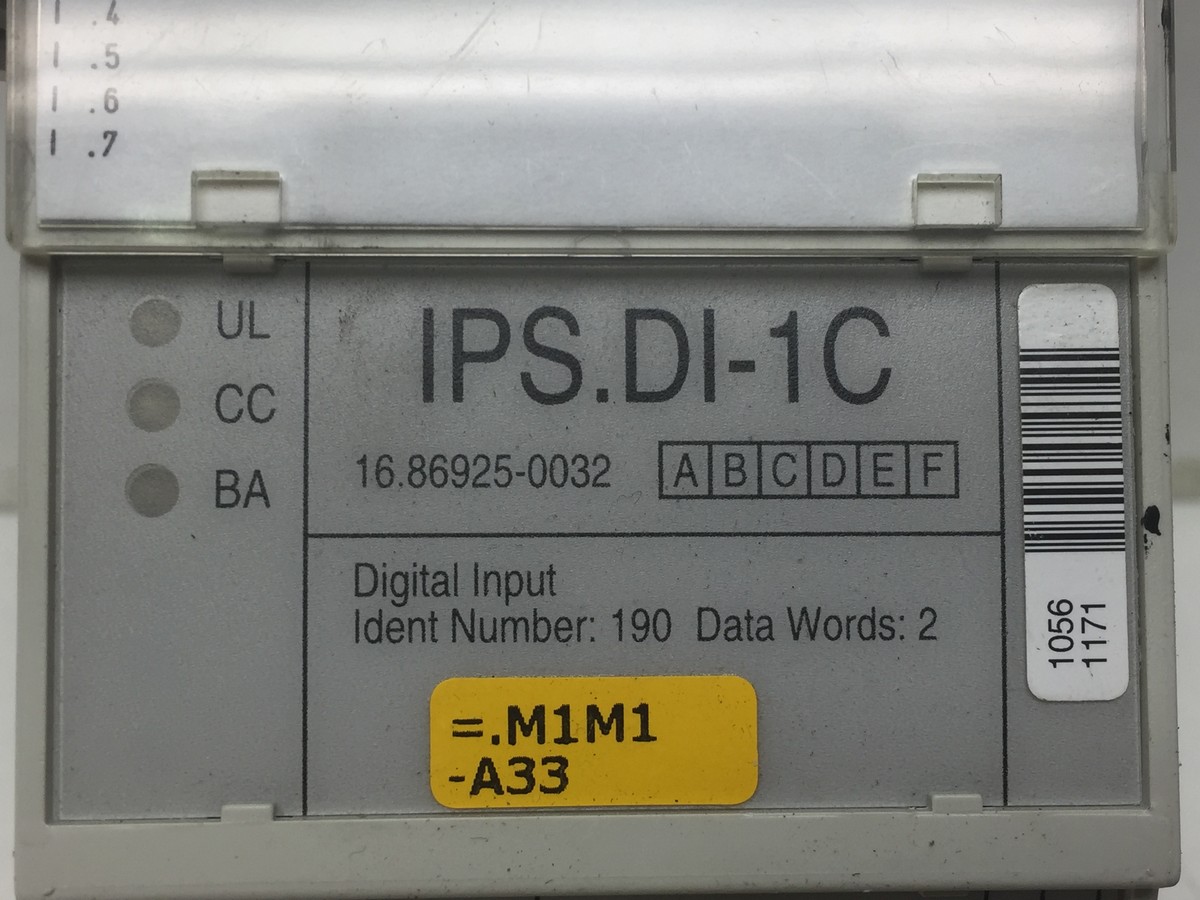 I .4
I .5
I .6
I .7
UL
CC
BA
IPS.DI-1C
16.86925-0032
A B C D E F
Digital Input
Ident Number: 190 Data Words: 2
=.M1M1
-A33
1056
1171